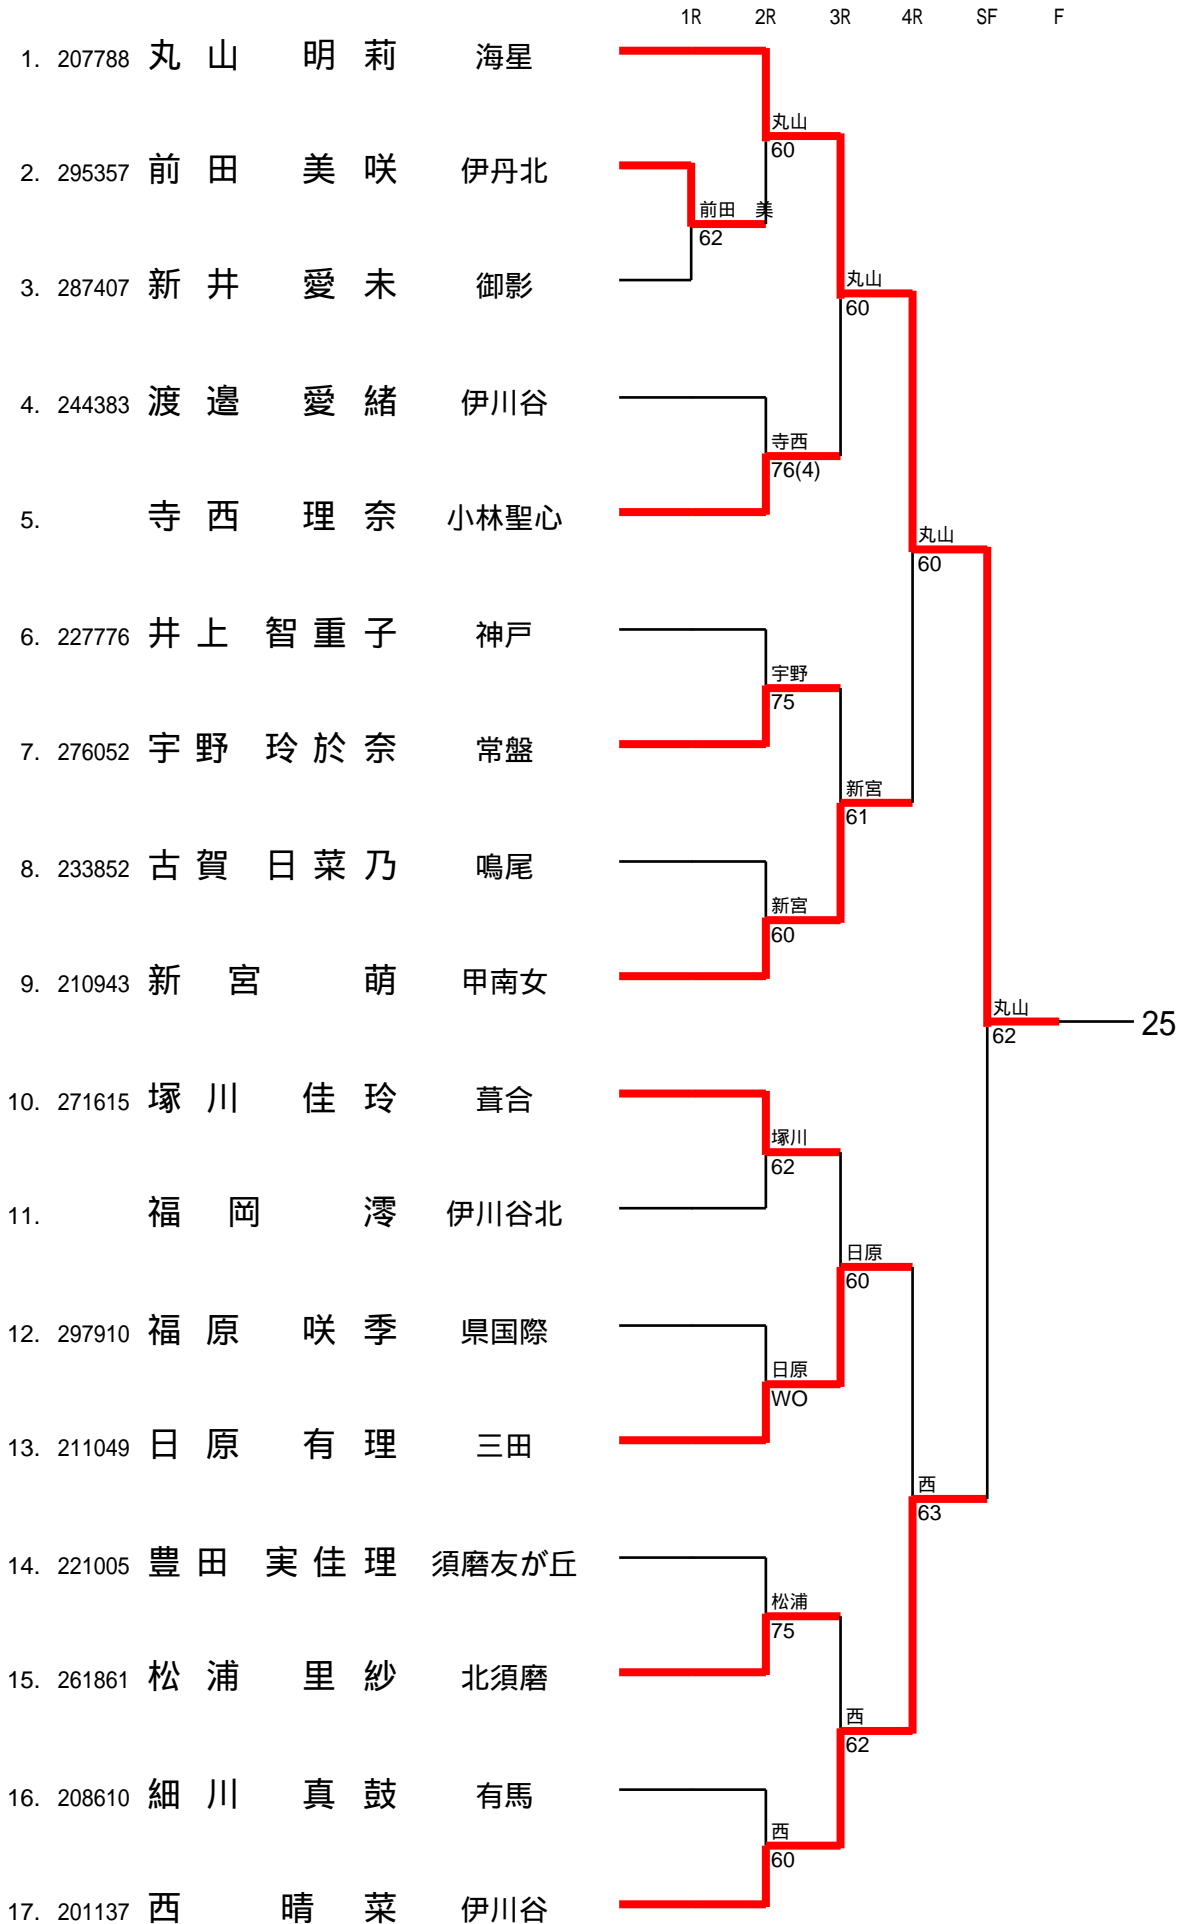 1R 2R 3R 4R SF F
1. 207788 丸山 明莉 海星
丸山
60
2. 295357 前田 美咲 伊丹北
前田 美
62
3. 287407 新井 愛未 御影
丸山
60
4. 244383 渡邉 愛緒 伊川谷
寺西
76(4)
5. 寺西 理奈 小林聖心
丸山
60
6. 227776 井上 智重子 神戸
宇野
75
7. 276052 宇野 玲於奈 常盤
新宮
61
8. 233852 古賀 日菜乃 鳴尾
新宮
60
9. 210943 新宮 萌 甲南女
丸山
62
25
10. 271615 塚川 佳玲 葺合
塚川
62
11. 福岡 澪 伊川谷北
日原
60
12. 297910 福原 咲季 県国際
日原
WO
13. 211049 日原 有理 三田
西
63
14. 221005 豊田 実佳理 須磨友が丘
松浦
75
15. 261861 松浦 里紗 北須磨
西
62
16. 208610 細川 真鼓 有馬
西
60
17. 201137 西 晴菜 伊川谷